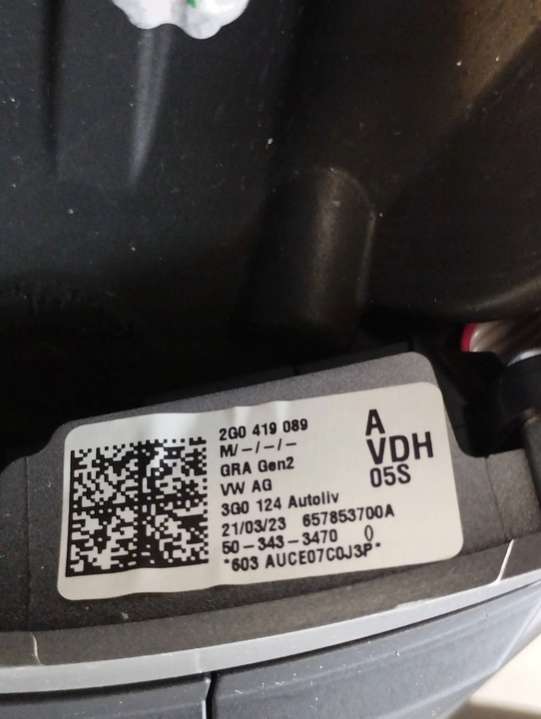 2G0 419 089
M/-/-/-
GRA Gen2
VW AG
3G0 124 Autoliv
21/03/23 657853700A
50-343-3470 0
*603 AUCE07C0J3P*
A
VDH
05S